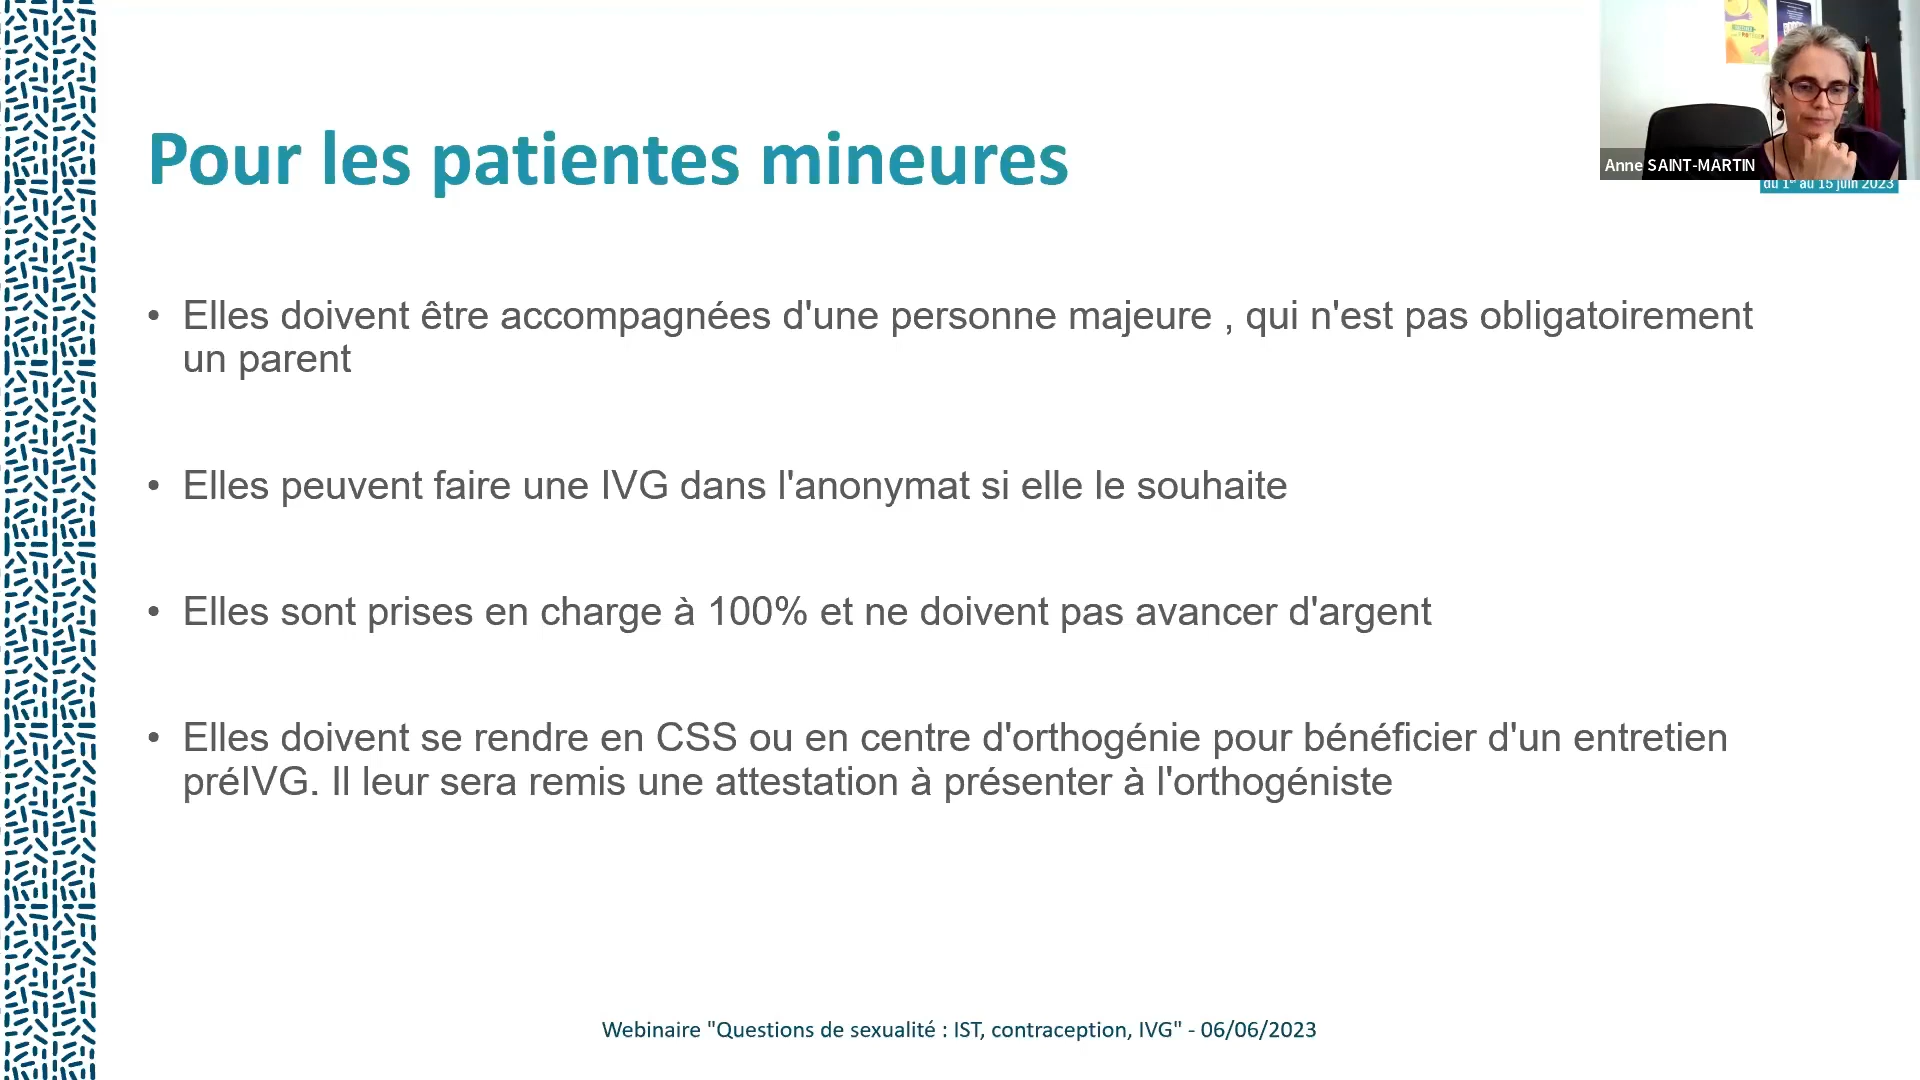 Pour les patientes mineures
Anne SAINT-MARTIN
du 1er au 15 juin 2023
• Elles doivent être accompagnées d'une personne majeure , qui n'est pas obligatoirement
un parent
• Elles peuvent faire une IVG dans l'anonymat si elle le souhaite
• Elles sont prises en charge à 100% et ne doivent pas avancer d'argent
• Elles doivent se rendre en CSS ou en centre d'orthogénie pour bénéficier d'un entretien
préIVG. Il leur sera remis une attestation à présenter à l'orthogéniste
Webinaire "Questions de sexualité : IST, contraception, IVG" - 06/06/2023